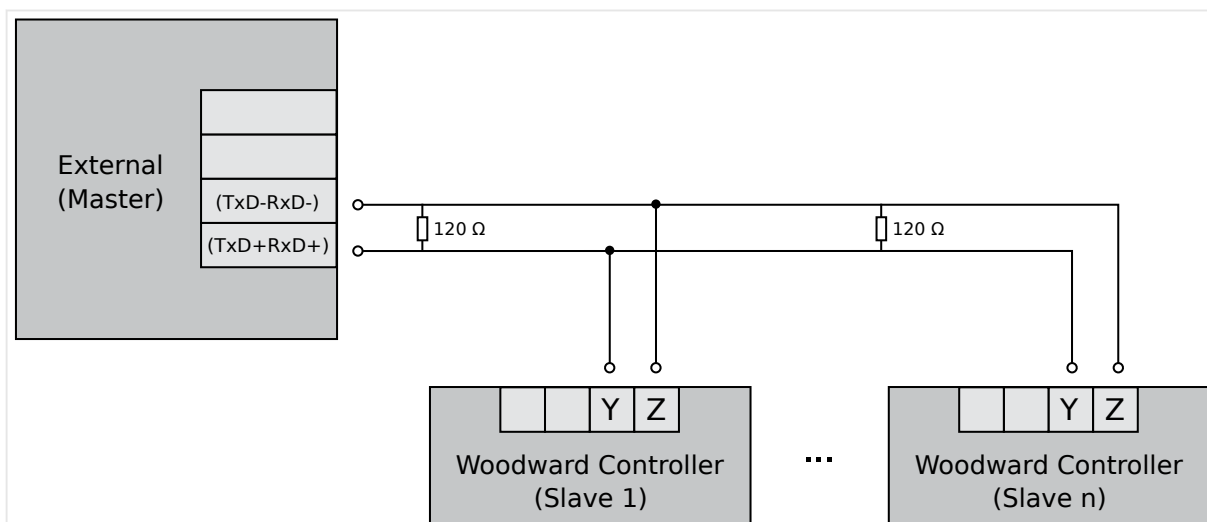 External
(Master)
(TxD-RxD-)
(TxD+RxD+)
120 Ω
120 Ω
Y Z
Y Z
Woodward Controller
(Slave 1)
...
Woodward Controller
(Slave n)